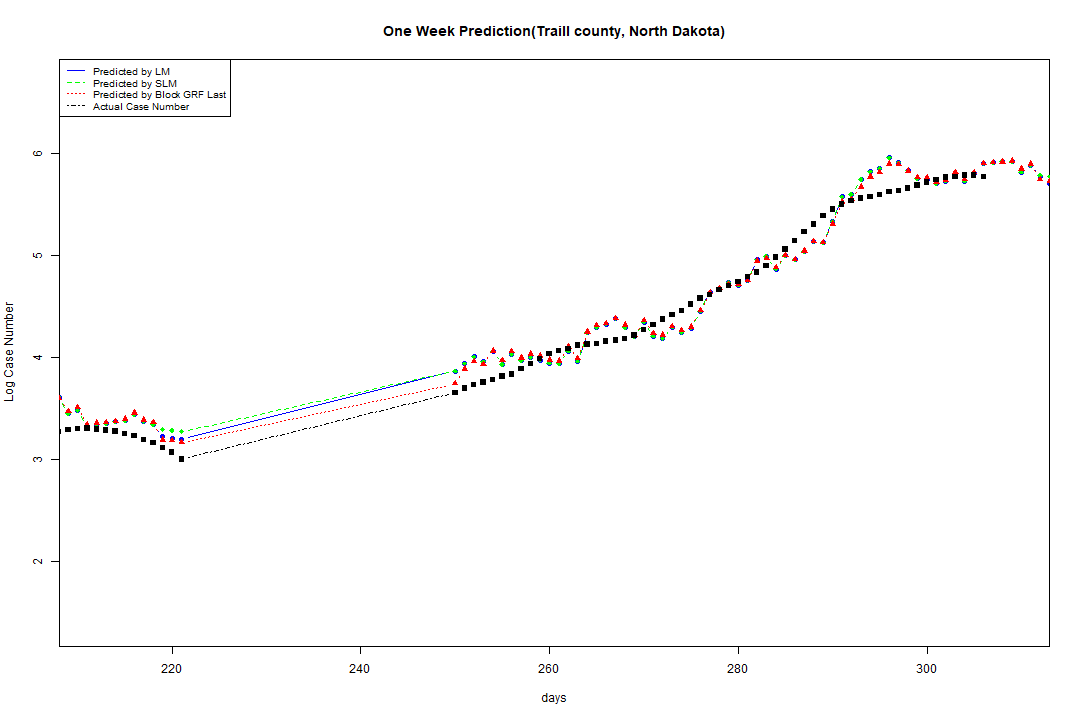 One Week Prediction(Traill county, North Dakota)
Predicted by LM
Predicted by SLM
Predicted by Block GRF Last
Actual Case Number
6
5
4
3
2
Log Case Number
220 240 260 280 300
days